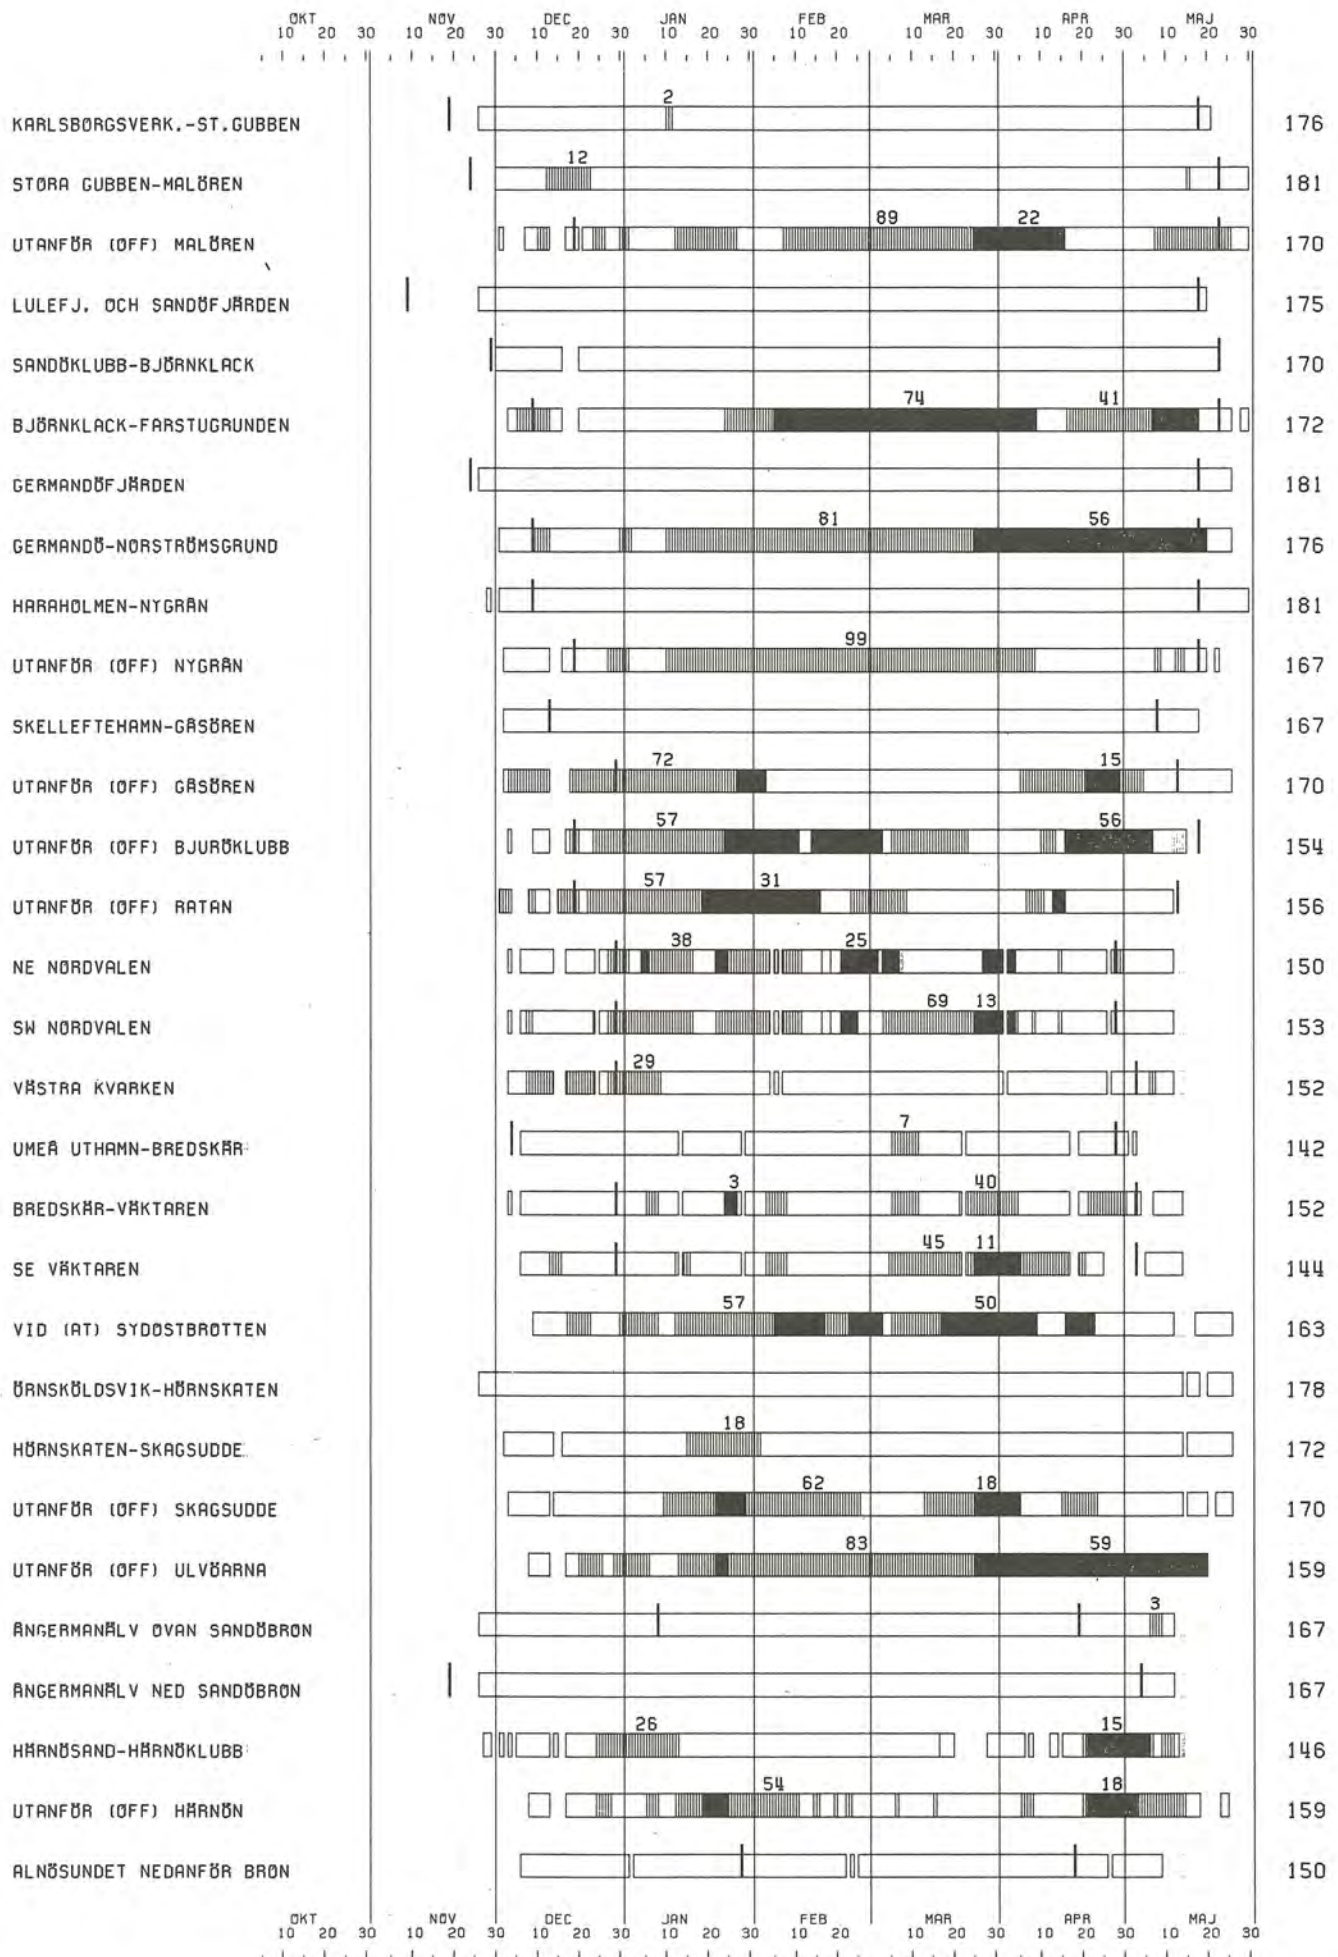 OKT NOV DEC JAN FEB MAR APR MAJ
10 20 30 10 20 30 10 20 30 10 20 30 10 20 10 20 30 10 20 30 10 20 30
2
KARLSBORGSVERK.-ST.GUBBEN 176
12
STORA GUBBEN-MALÖREN 181
89 22
UTANFÖR (OFF) MALÖREN 170
LULEFJ. OCH SANDÖFJÄRDEN 175
SANDÖKLUBB-BJÖRNKLACK 170
74 41
BJÖRNKLACK-FARSTUGRUNDEN 172
GERMANDÖFJÄRDEN 181
81 56
GERMANDÖ-NORSTRÖMSGRUND 176
HARAHOLMEN-NYGRÅN 181
99
UTANFÖR (OFF) NYGRÅN 167
SKELLEFTEHAMN-GÅSÖREN 167
72 15
UTANFÖR (OFF) GÅSÖREN 170
57 56
UTANFÖR (OFF) BJURÖKLUBB 154
57 31
UTANFÖR (OFF) RATAN 156
38 25
NE NORDVALEN 150
69 13
SW NORDVALEN 153
29
VÄSTRA KVARKEN 152
7
UMEÅ UTHAMN-BREDSKÄR 142
3 40
BREDSKÄR-VÄKTAREN 152
45 11
SE VÄKTAREN 144
57 50
VID (AT) SYDOSTBROTTEN 163
ÖRNSKÖLDSVIK-HÖRNSKATEN 178
18
HÖRNSKATEN-SKAGSUDDE 172
62 18
UTANFÖR (OFF) SKAGSUDDE 170
83 59
UTANFÖR (OFF) ULVÖARNA 159
3
ÅNGERMANÄLV OVAN SANDÖBRON 167
ÅNGERMANÄLV NED SANDÖBRON 167
26 15
HÄRNÖSAND-HÄRNÖKLUBB 146
54 18
UTANFÖR (OFF) HÄRNÖN 159
ALNÖSUNDET NEDANFÖR BRON 150
OKT NOV DEC JAN FEB MAR APR MAJ
10 20 30 10 20 30 10 20 30 10 20 30 10 20 10 20 30 10 20 30 10 20 30